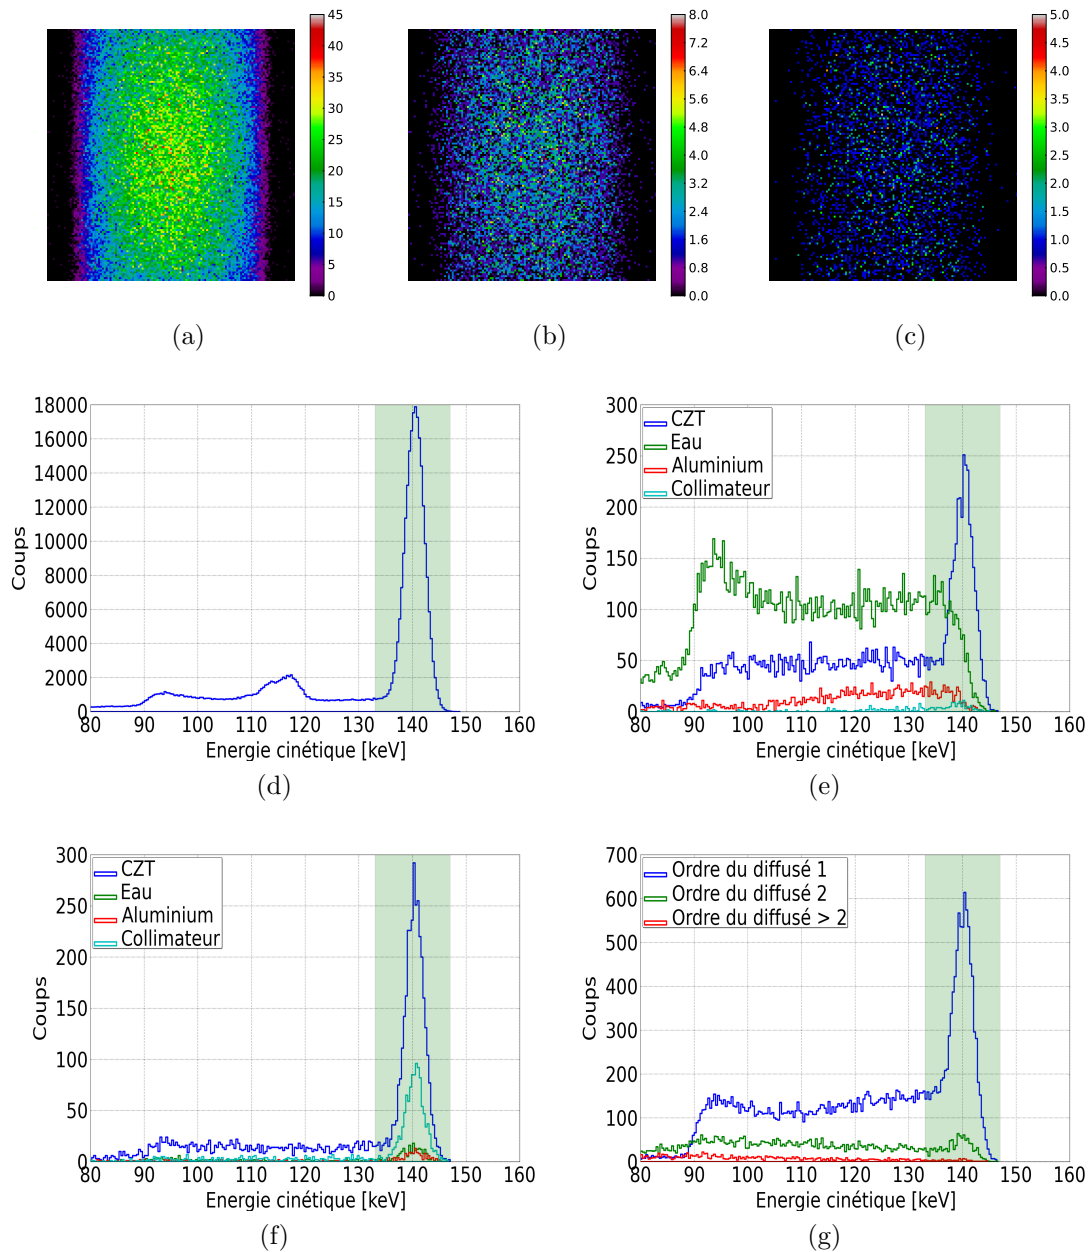 45
40
35
30
25
20
15
10
5
0
8.0
7.2
6.4
5.6
4.8
4.0
3.2
2.4
1.6
0.8
0.0
5.0
4.5
4.0
3.5
3.0
2.5
2.0
1.5
1.0
0.5
0.0
(a)
(b)
(c)
18000
16000
14000
12000
10000
8000
6000
4000
2000
0
Coups
80 90 100 110 120 130 140 150 160
Energie cinétique [keV]
(d)
300
250
200
150
100
50
0
Coups
CZT
Eau
Aluminium
Collimateur
80 90 100 110 120 130 140 150 160
Energie cinétique [keV]
(e)
300
250
200
150
100
50
0
Coups
CZT
Eau
Aluminium
Collimateur
80 90 100 110 120 130 140 150 160
Energie cinétique [keV]
(f)
700
600
500
400
300
200
100
0
Coups
Ordre du diffusé 1
Ordre du diffusé 2
Ordre du diffusé > 2
80 90 100 110 120 130 140 150 160
Energie cinétique [keV]
(g)